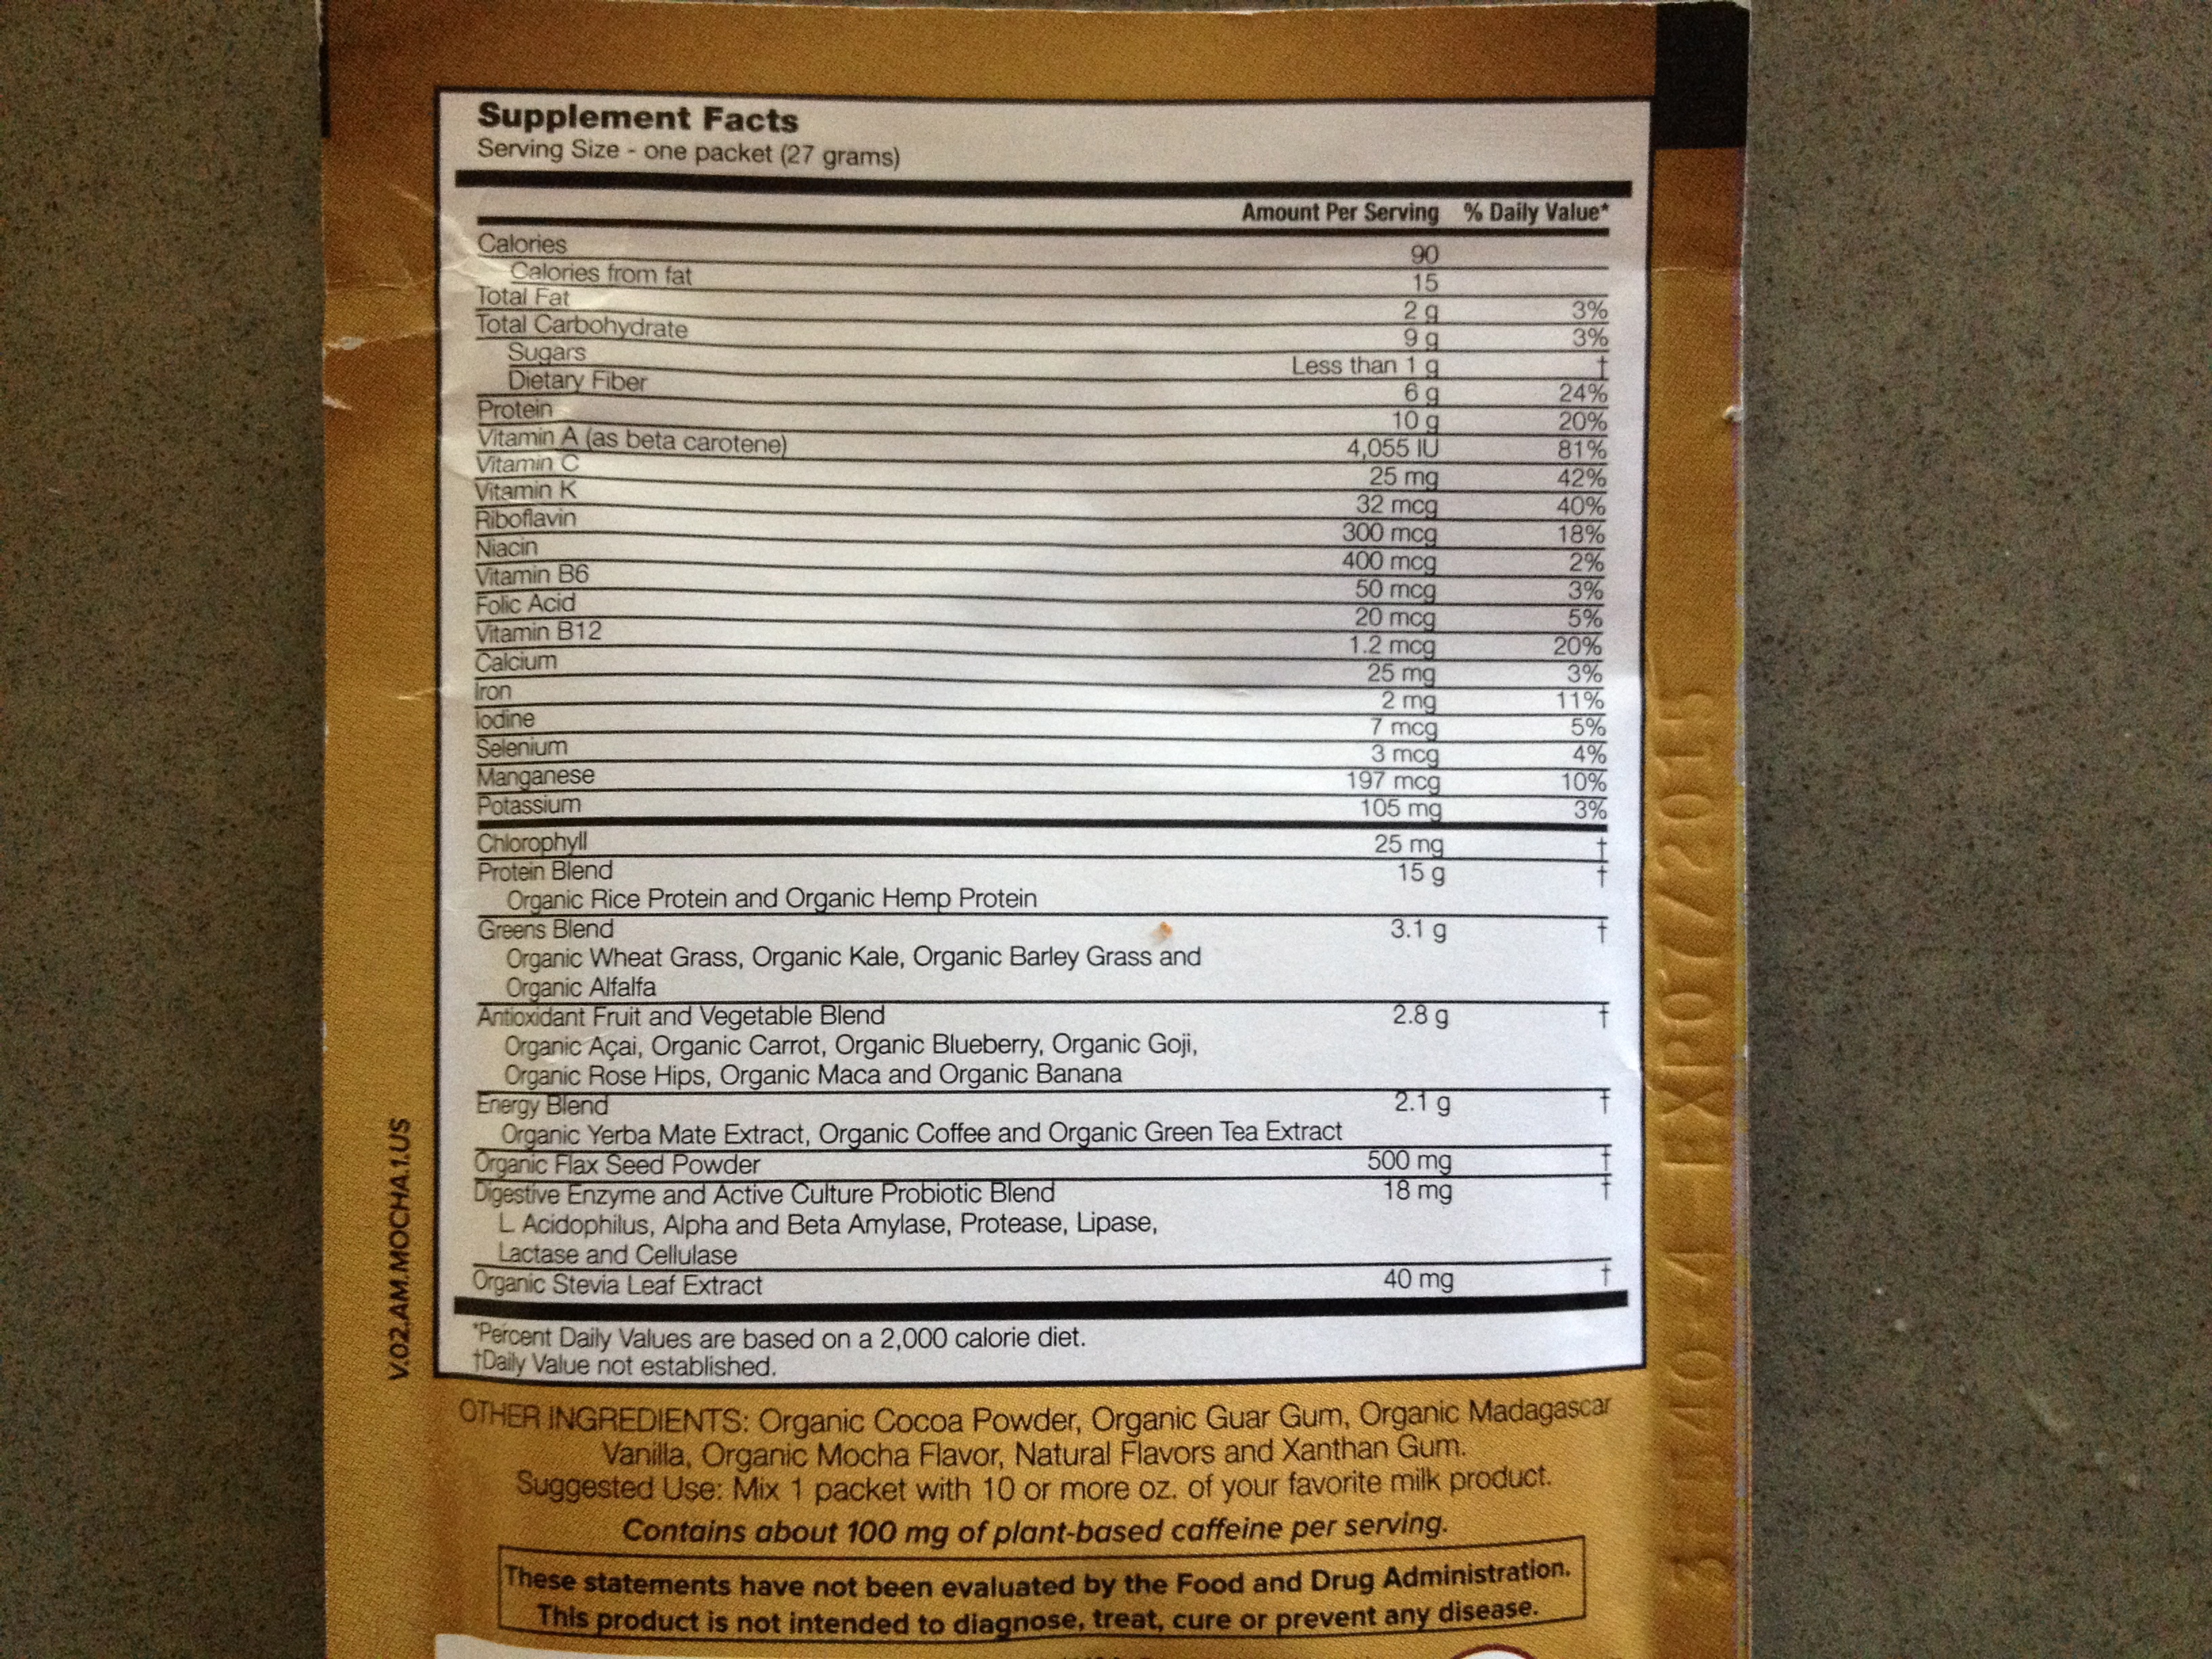 Supplement Facts
Serving Size - one packet (27 grams)
Amount Per Serving % Daily Value*
Calories 90
Calories from fat 15
Total Fat 2 g 3%
Total Carbohydrate 9 g 3%
Sugars Less than 1 g †
Dietary Fiber 6 g 24%
Protein 10 g 20%
Vitamin A (as beta carotene) 4,055 IU 81%
Vitamin C 25 mg 42%
Vitamin K 32 mcg 40%
Riboflavin 300 mcg 18%
Niacin 400 mcg 2%
Vitamin B6 50 mcg 3%
Folic Acid 20 mcg 5%
Vitamin B12 1.2 mcg 20%
Calcium 25 mg 3%
Iron 2 mg 11%
Iodine 7 mcg 5%
Selenium 3 mcg 4%
Manganese 197 mcg 10%
Potassium 105 mg 3%
Chlorophyll 25 mg †
Protein Blend 15 g †
Organic Rice Protein and Organic Hemp Protein
Greens Blend 3.1 g †
Organic Wheat Grass, Organic Kale, Organic Barley Grass and
Organic Alfalfa
Antioxidant Fruit and Vegetable Blend 2.8 g †
Organic Açai, Organic Carrot, Organic Blueberry, Organic Goji,
Organic Rose Hips, Organic Maca and Organic Banana
Energy Blend 2.1 g †
Organic Yerba Mate Extract, Organic Coffee and Organic Green Tea Extract
Organic Flax Seed Powder 500 mg †
Digestive Enzyme and Active Culture Probiotic Blend 18 mg †
L Acidophilus, Alpha and Beta Amylase, Protease, Lipase,
Lactase and Cellulase
Organic Stevia Leaf Extract 40 mg †
*Percent Daily Values are based on a 2,000 calorie diet.
†Daily Value not established.
OTHER INGREDIENTS: Organic Cocoa Powder, Organic Guar Gum, Organic Madagascar
Vanilla, Organic Mocha Flavor, Natural Flavors and Xanthan Gum.
Suggested Use: Mix 1 packet with 10 or more oz. of your favorite milk product.
Contains about 100 mg of plant-based caffeine per serving.
These statements have not been evaluated by the Food and Drug Administration.
This product is not intended to diagnose, treat, cure or prevent any disease.
V.02.AM.MOCHA.1.US
EXP07/2015